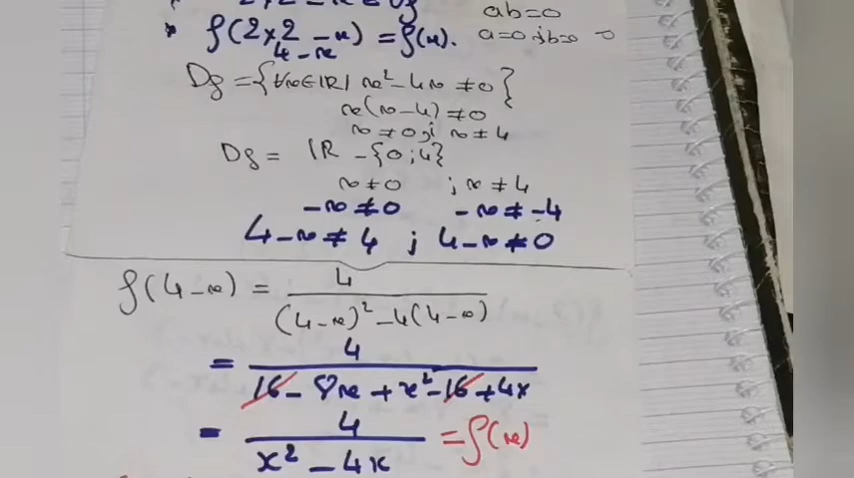 * f(2×2 - x) = f(x).
4 - x
ab=0
a=0 ; b=0
Df = {∀x∈IR / x² - 4x ≠ 0}
x(x-4) ≠ 0
x ≠ 0 ; x ≠ 4
Df = IR - {0 ; 4}
x ≠ 0 ; x ≠ 4
-x ≠ 0 -x ≠ -4
4 - x ≠ 4 ; 4 - x ≠ 0
f(4-x) = 4 / ((4-x)² - 4(4-x))
= 4 / (16 - 8x + x² - 16 + 4x)
= 4 / (x² - 4x) = f(x)